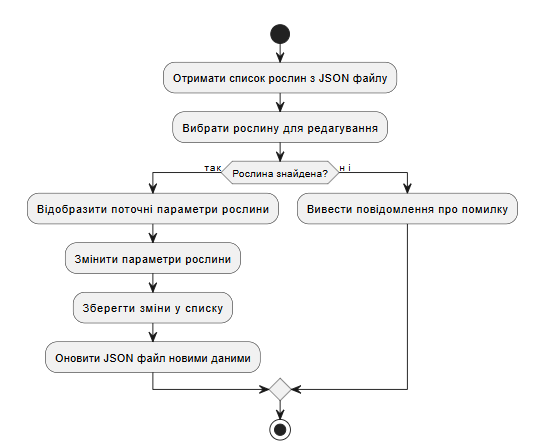 Отримати список рослин з JSON файлу
Вибрати рослину для редагування
так
Рослина знайдена?
ні
Відобразити поточні параметри рослини
Вивести повідомлення про помилку
Змінити параметри рослини
Зберегти зміни у списку
Оновити JSON файл новими даними